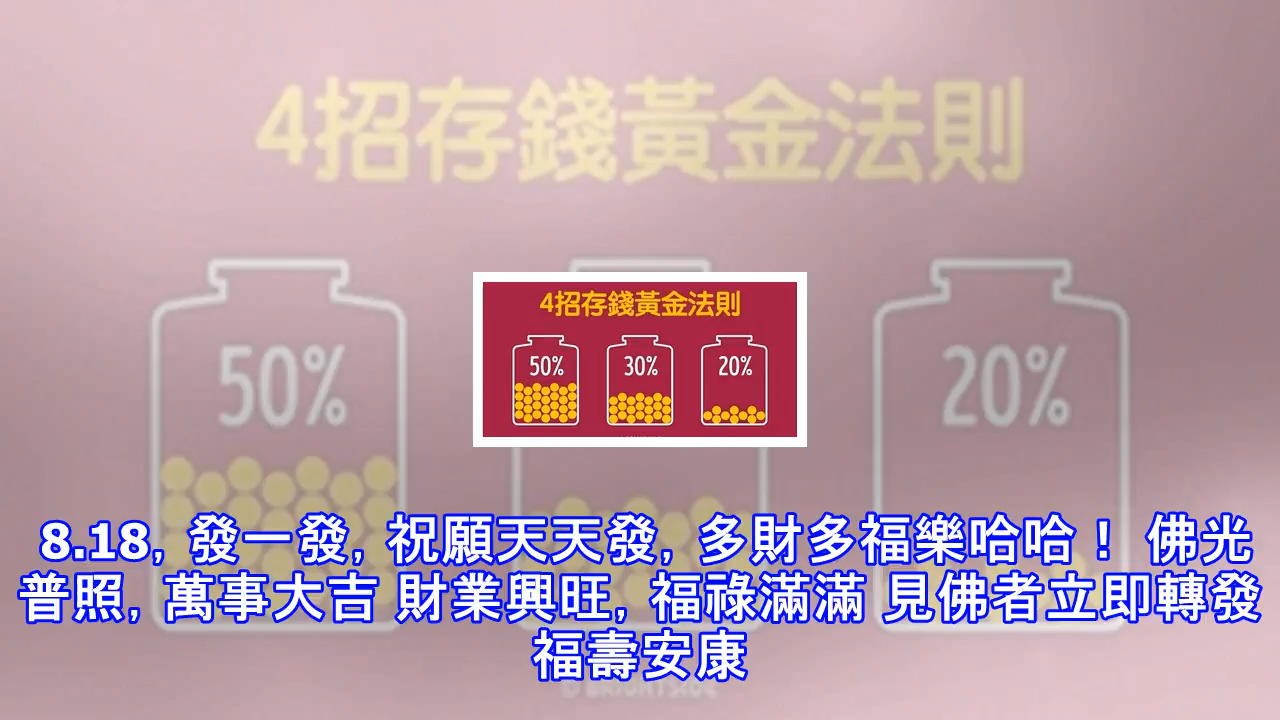 4招存錢黃金法則
50%
20%
4招存錢黃金法則
50%
30%
20%
8.18, 發一發, 祝願天天發, 多財多福樂哈哈！ 佛光
普照, 萬事大吉 財業興旺, 福祿滿滿 見佛者立即轉發
福壽安康